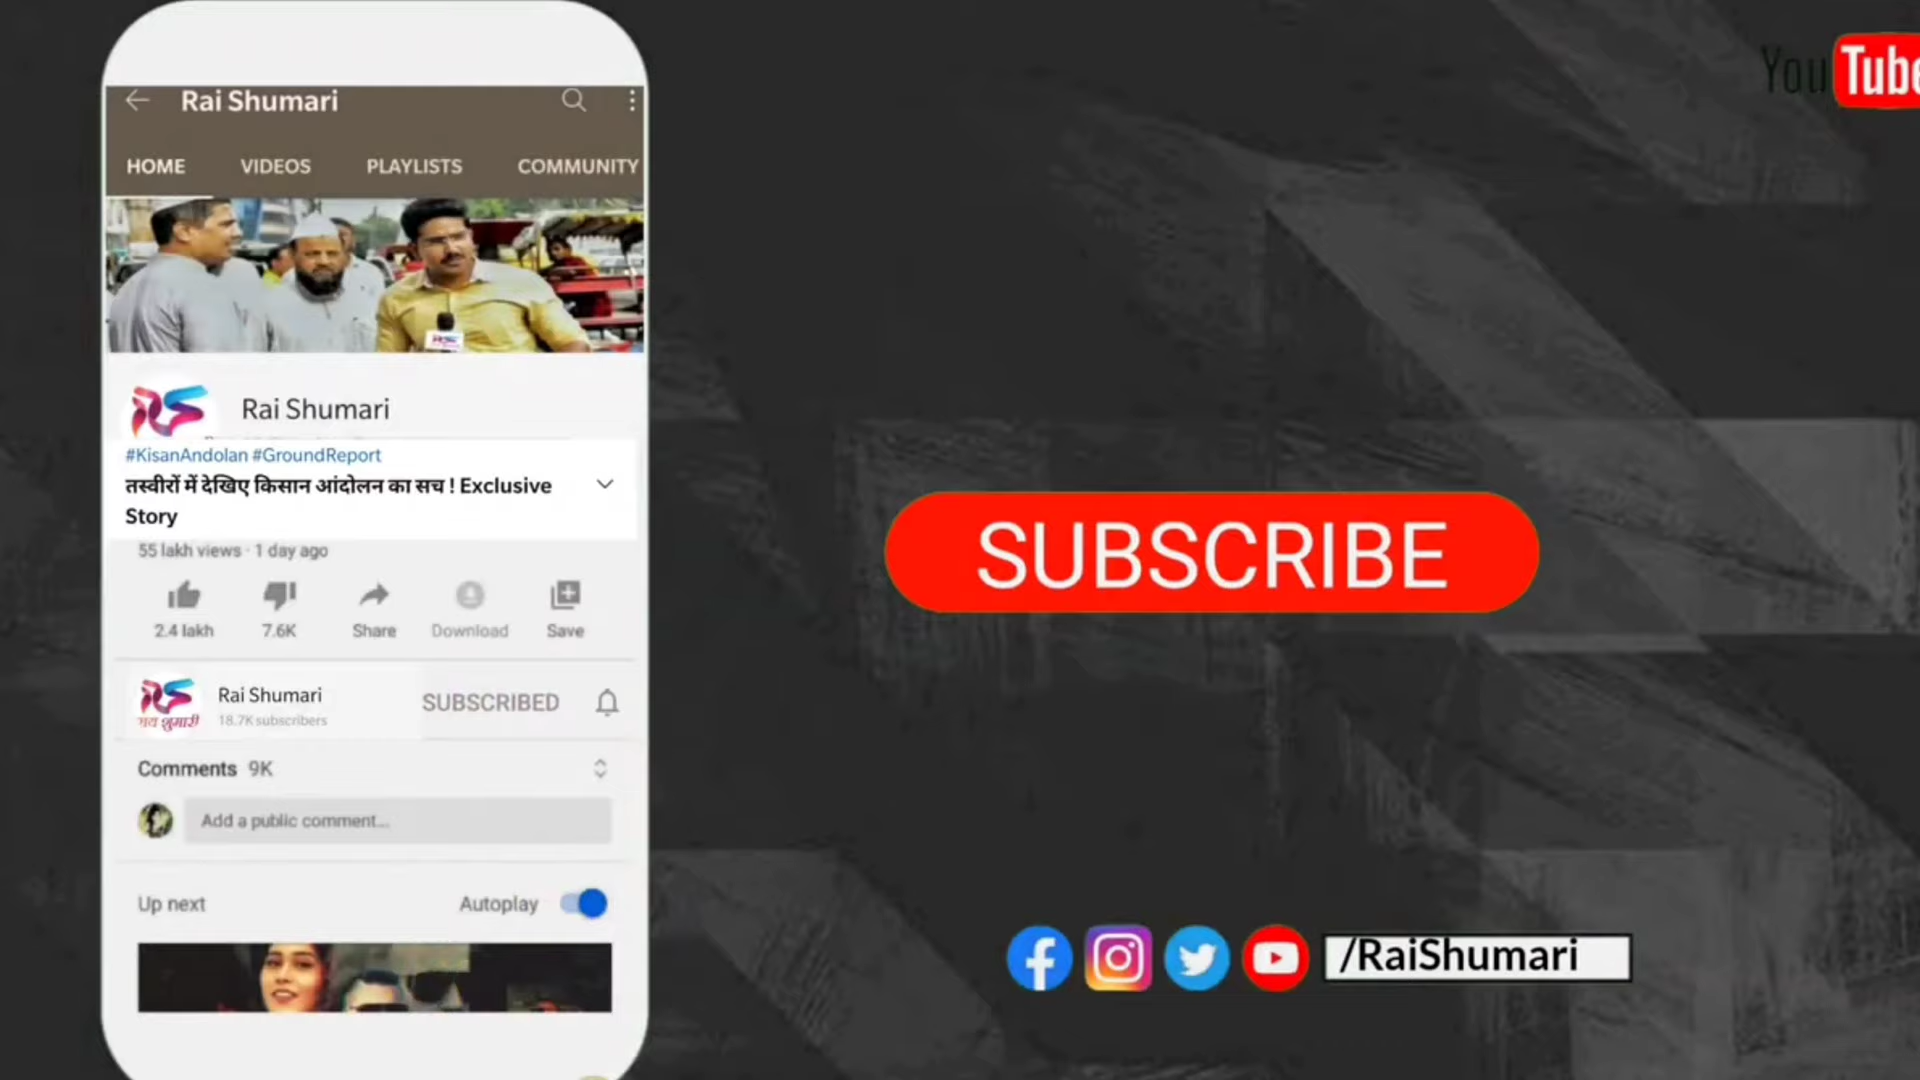 Rai Shumari
HOME VIDEOS PLAYLISTS COMMUNITY
Rai Shumari
#KisanAndolan #GroundReport
तस्वीरों में देखिए किसान आंदोलन का सच ! Exclusive
Story
55 lakh views · 1 day ago
2.4 lakh 7.6K Share Download Save
Rai Shumari
18.7K subscribers
SUBSCRIBED
राय शुमारी
Comments 9K
Add a public comment...
Up next Autoplay
YouTube
SUBSCRIBE
/RaiShumari